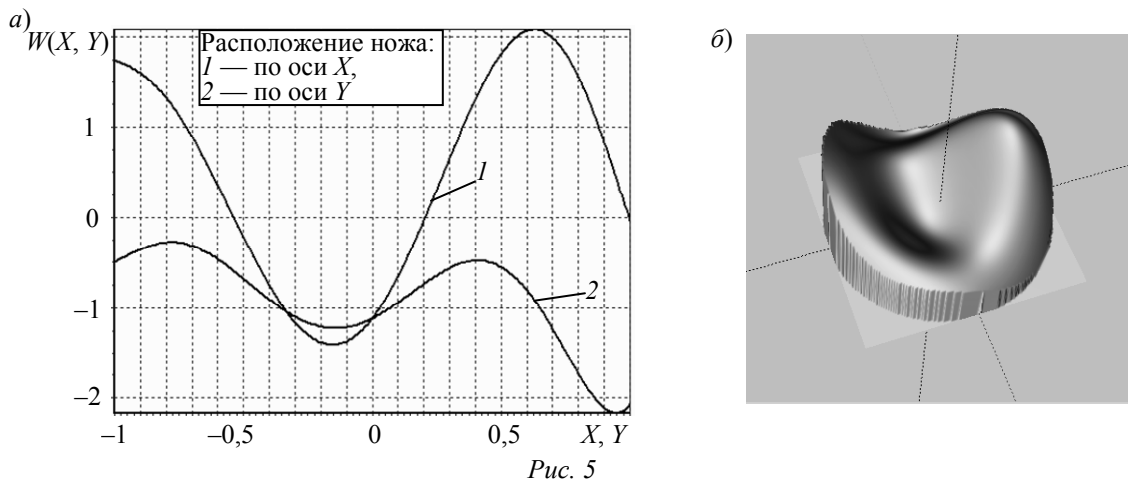 а)
W(X, Y)
Расположение ножа:
1 — по оси X,
2 — по оси Y
б)
1
0
–1
–2
1
2
–1
–0,5
0
0,5
X, Y
Рис. 5